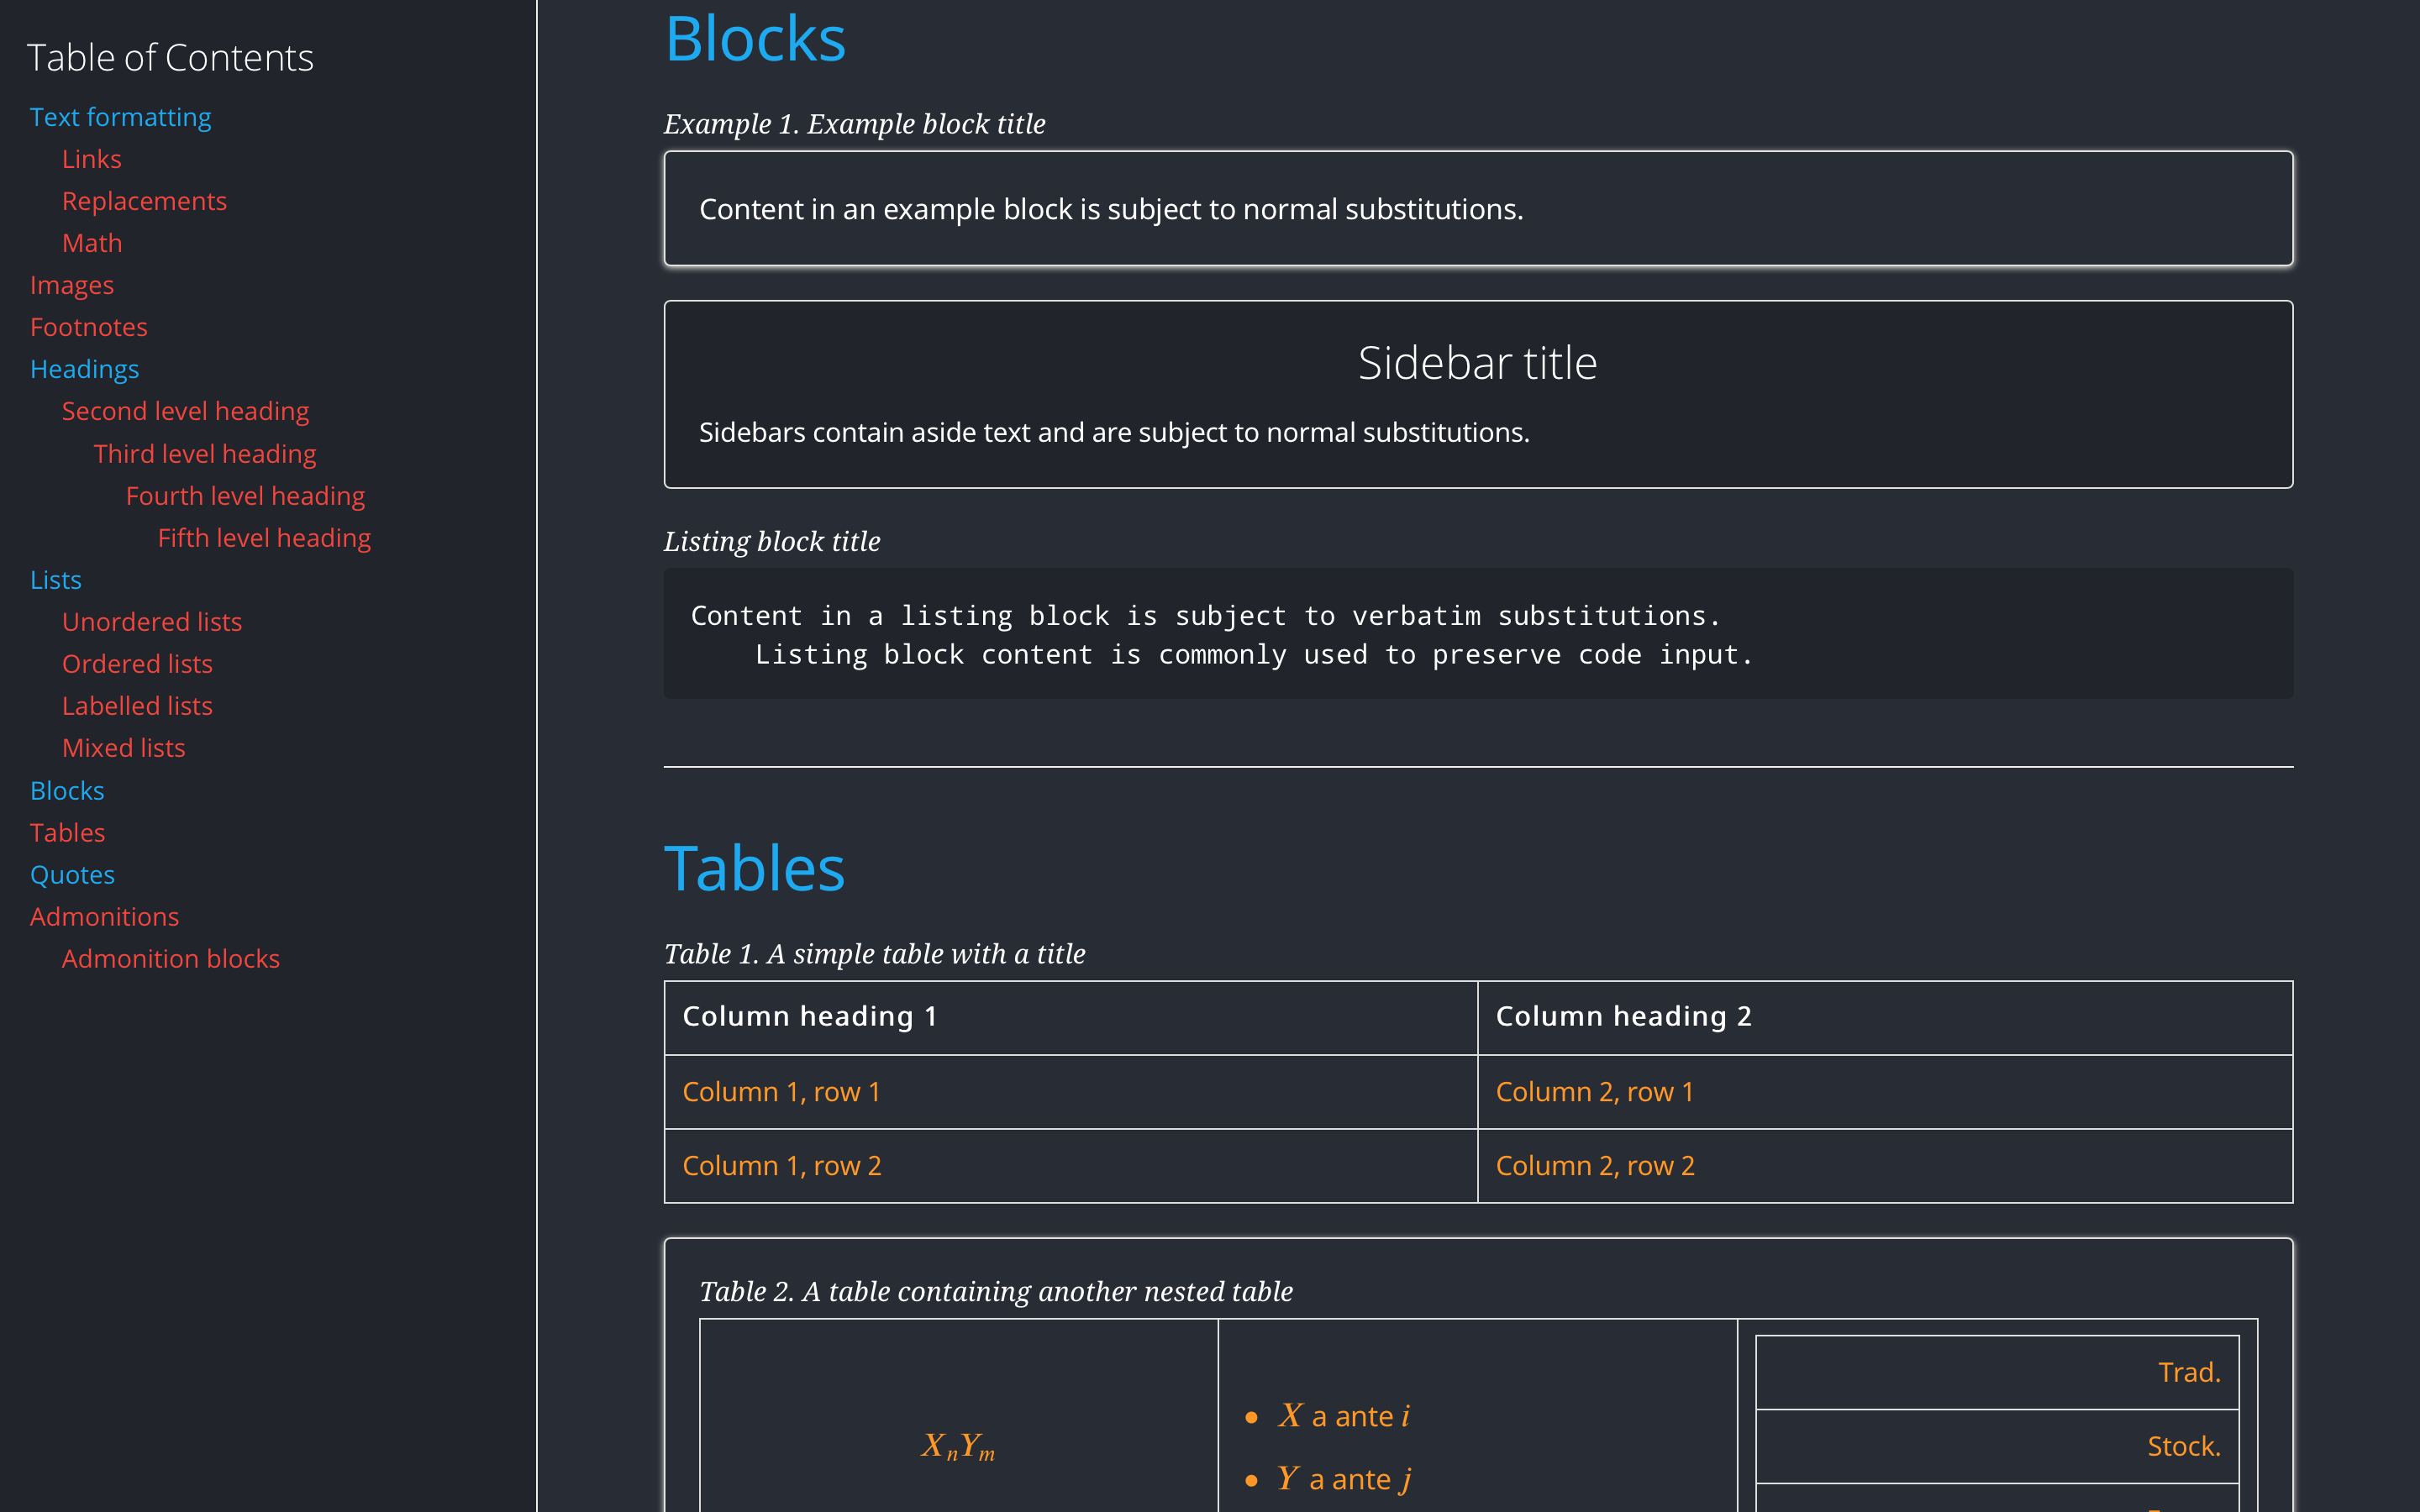 Table of Contents
Text formatting
Links
Replacements
Math
Images
Footnotes
Headings
Second level heading
Third level heading
Fourth level heading
Fifth level heading
Lists
Unordered lists
Ordered lists
Labelled lists
Mixed lists
Blocks
Tables
Quotes
Admonitions
Admonition blocks
Blocks
Example 1. Example block title
Content in an example block is subject to normal substitutions.
Sidebar title
Sidebars contain aside text and are subject to normal substitutions.
Listing block title
Content in a listing block is subject to verbatim substitutions.
    Listing block content is commonly used to preserve code input.
Tables
Table 1. A simple table with a title
Column heading 1 Column heading 2
Column 1, row 1 Column 2, row 1
Column 1, row 2 Column 2, row 2
Table 2. A table containing another nested table
XₙYₘ
• X a ante i
• Y a ante j
Trad.
Stock.